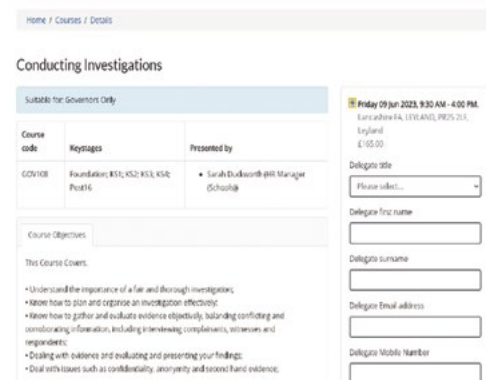 Home / Courses / Details
Conducting Investigations
Suitable for: Governors Only
Course code
Keystages
Presented by
GOV108
Foundation; KS1; KS2; KS3; KS4;
Post16
• Sarah Duckworth (HR Manager
(Schools))
Course Objectives
This Course Covers.
• Understand the importance of a fair and thorough investigation;
• Know how to plan and organise an investigation effectively;
• Know how to gather and evaluate evidence objectively, balancing conflicting and
corroborating information, including interviewing complainants, witnesses and
respondents;
• Dealing with evidence and evaluating and presenting your findings;
• Deal with issues such as confidentiality, anonymity and second hand evidence;
Friday 09 Jun 2023, 9:30 AM - 4:00 PM.
Lancashire FA, LEYLAND, PR25
Leyland
£165.00
Delegate title
Please select...
Delegate first name
Delegate surname
Delegate Email address
Delegate Mobile Number